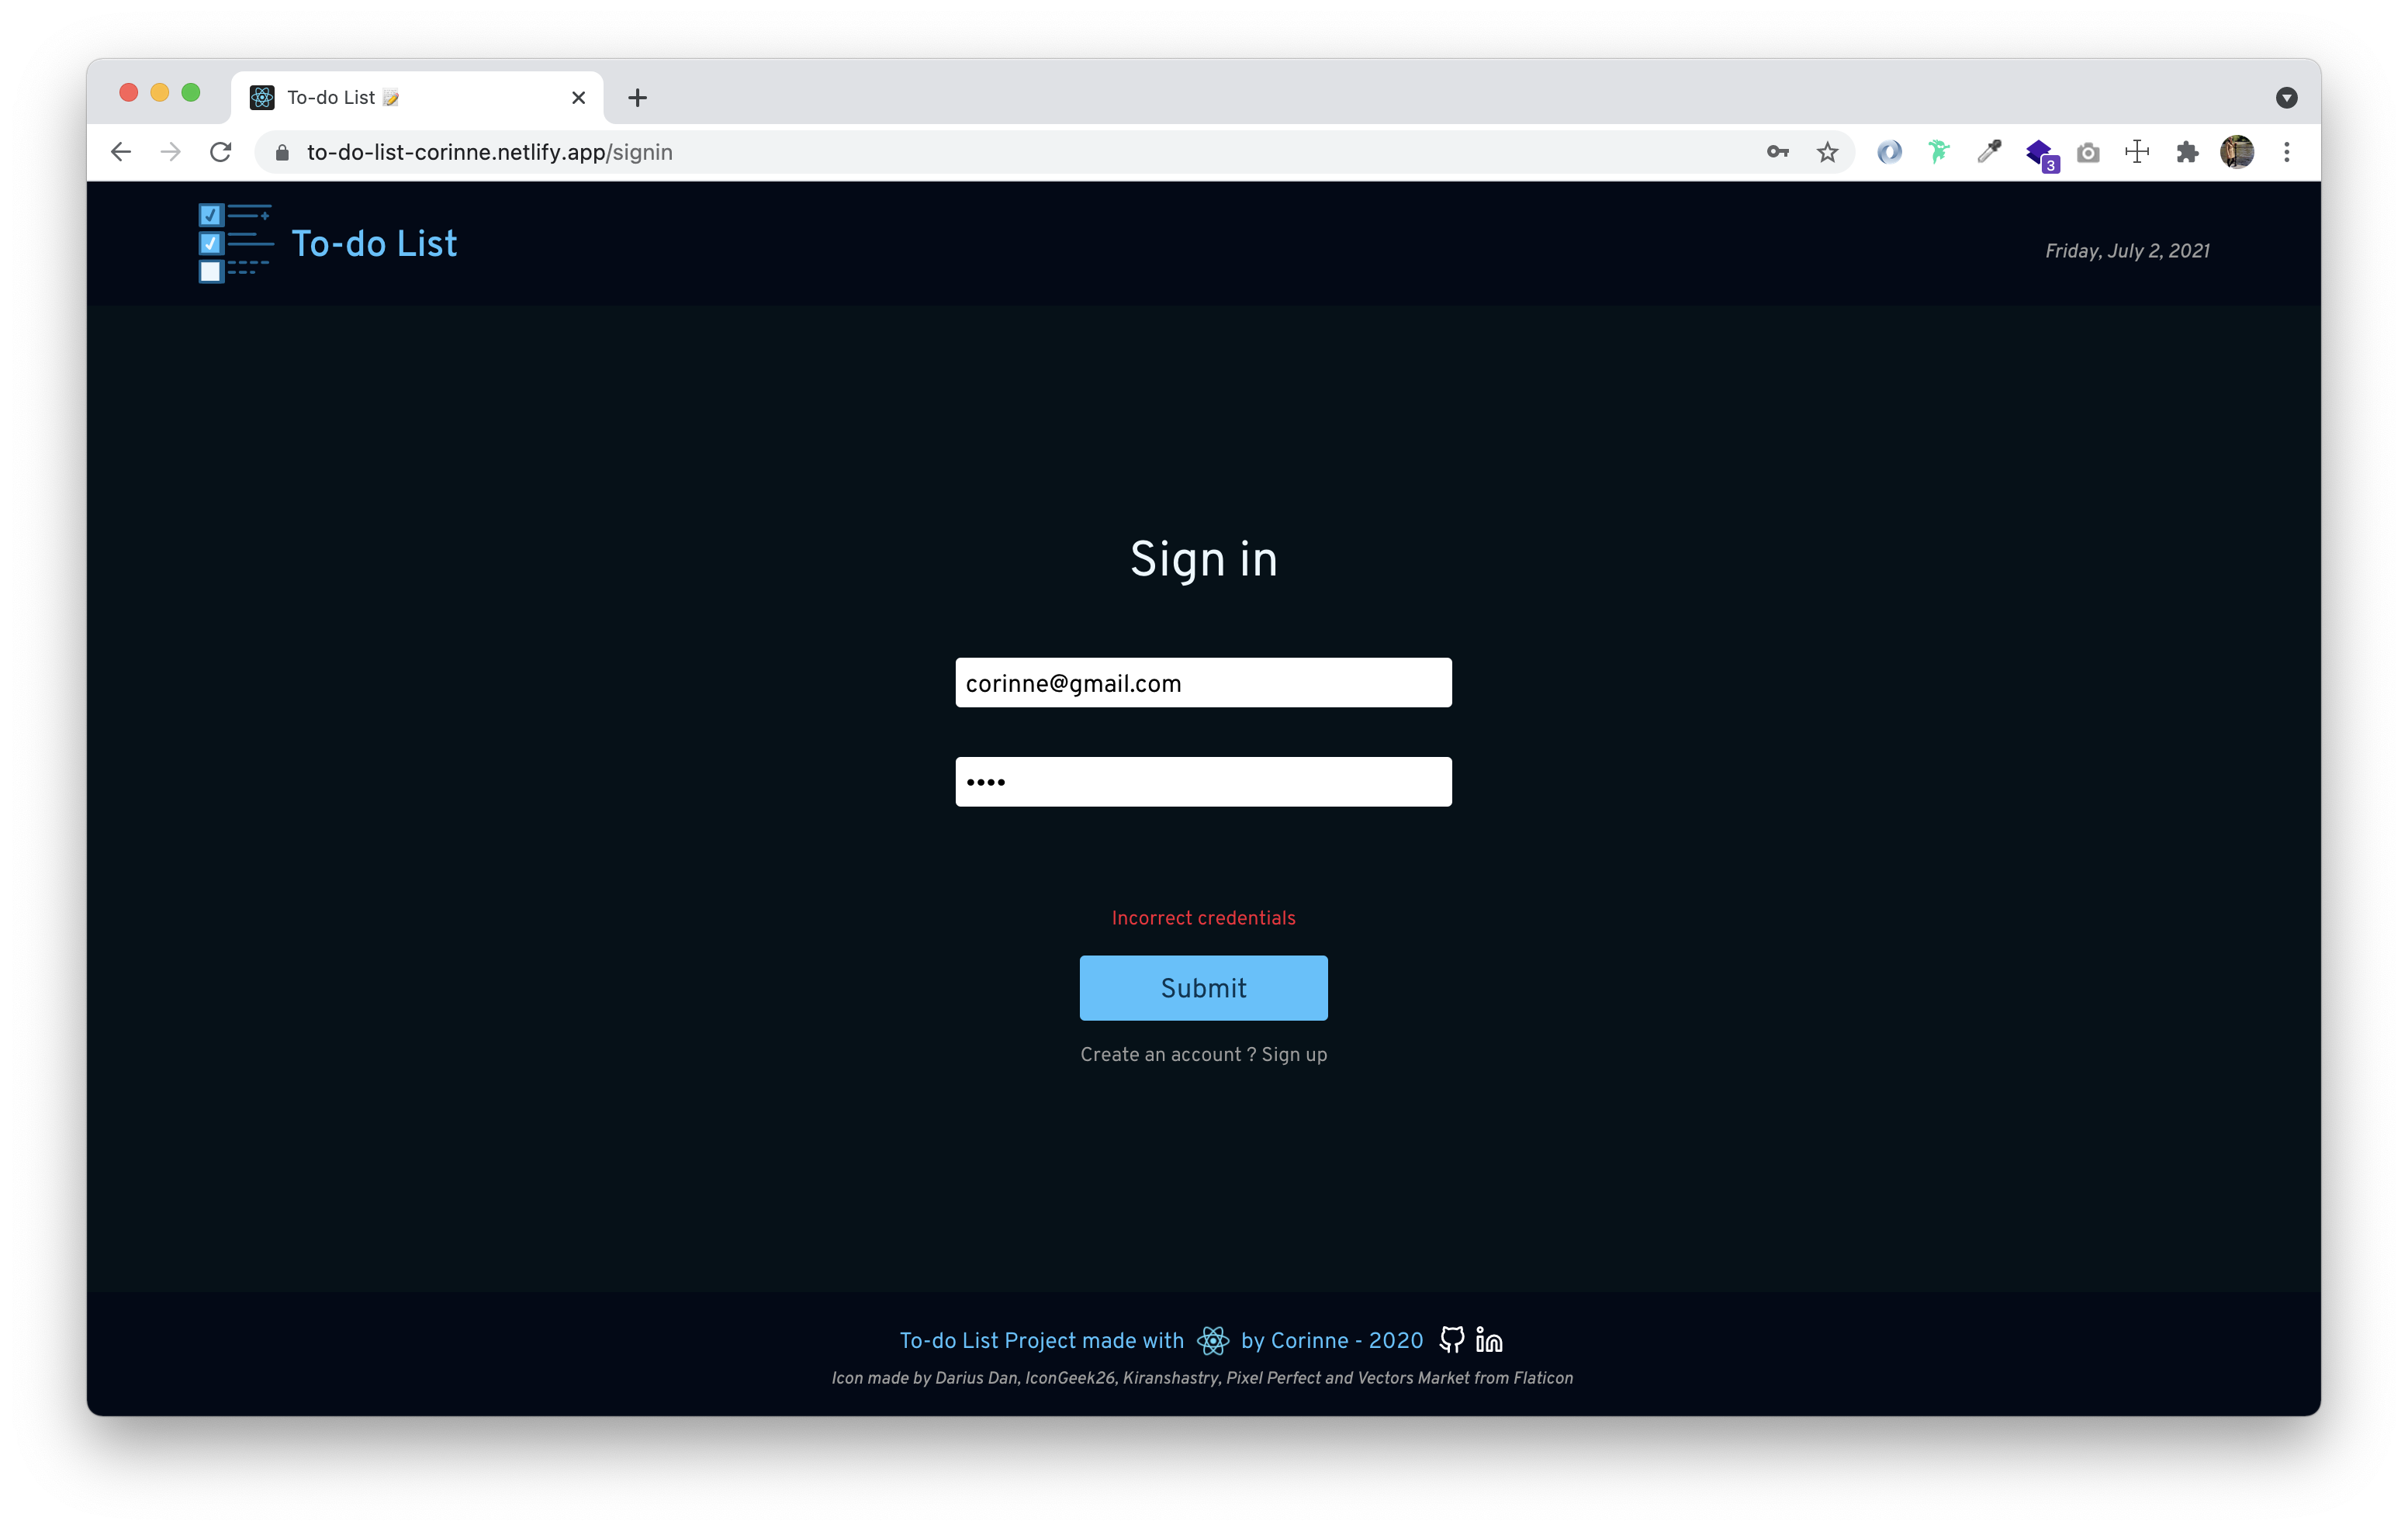 To-do List 📝
to-do-list-corinne.netlify.app/signin
3
To-do List
Friday, July 2, 2021
Sign in
corinne@gmail.com
••••
Incorrect credentials
Submit
Create an account ? Sign up
To-do List Project made with by Corinne - 2020
Icon made by Darius Dan, IconGeek26, Kiranshastry, Pixel Perfect and Vectors Market from Flaticon